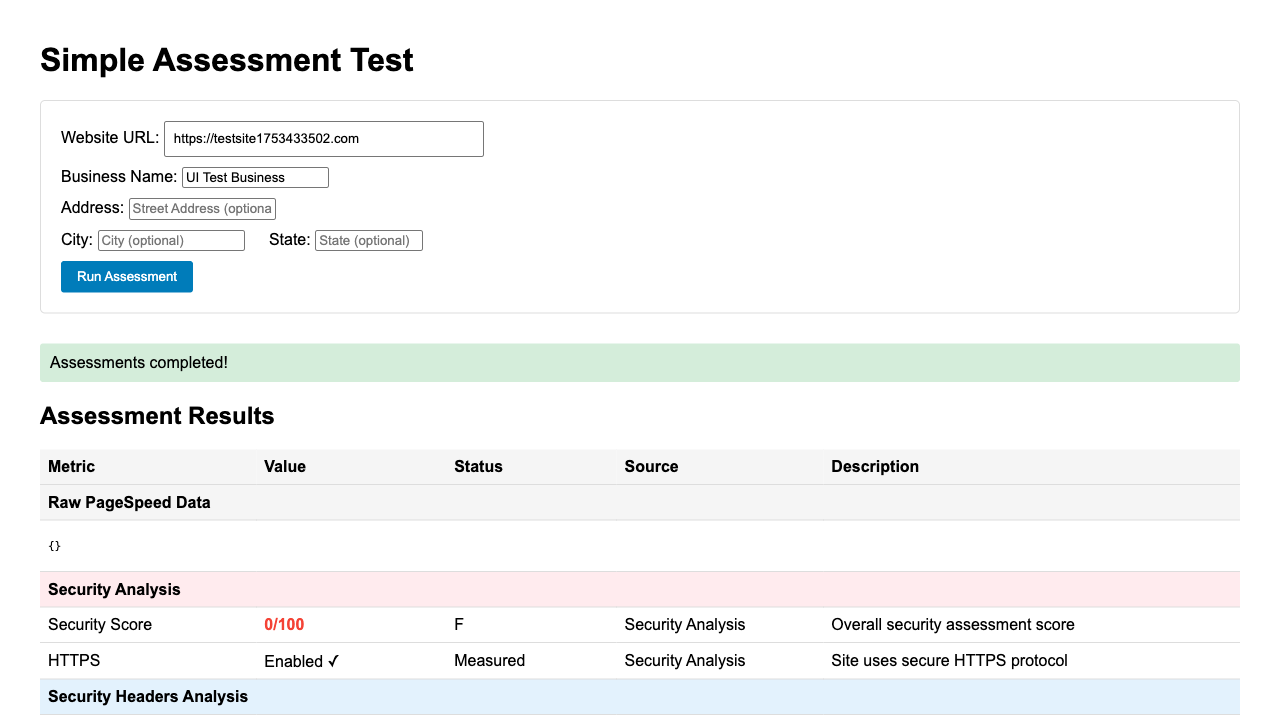 Simple Assessment Test
Website URL: https://testsite1753433502.com
Business Name: UI Test Business
Address: Street Address (optiona
City: City (optional) State: State (optional)
Run Assessment
Assessments completed!
Assessment Results
Metric Value Status Source Description
Raw PageSpeed Data
{}
Security Analysis
Security Score 0/100 F Security Analysis Overall security assessment score
HTTPS Enabled ✓ Measured Security Analysis Site uses secure HTTPS protocol
Security Headers Analysis